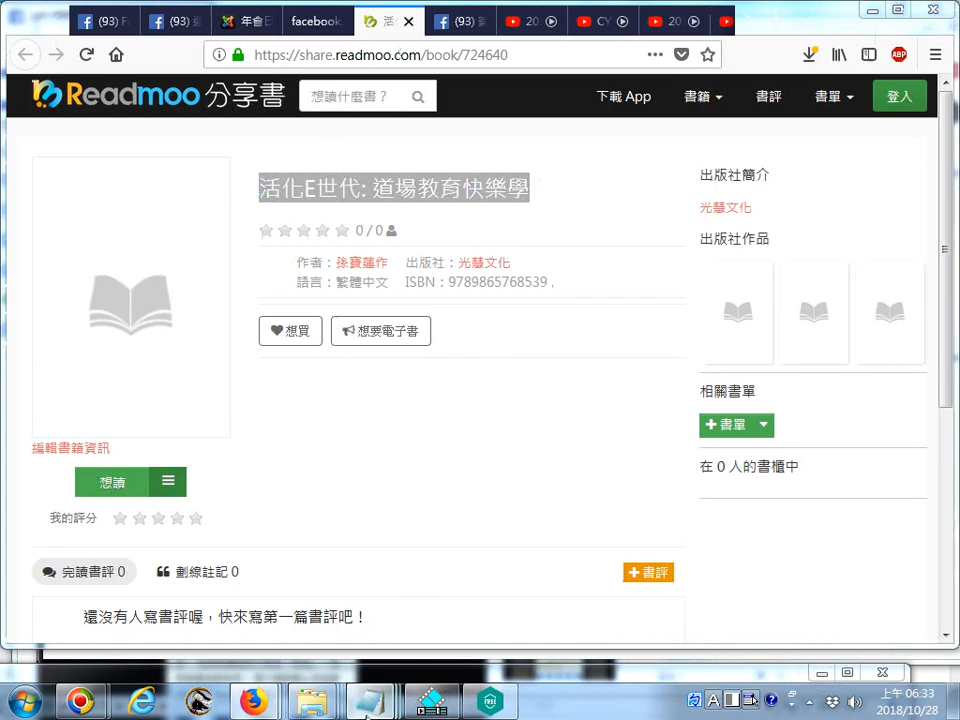 (93) F
(93) 
年會日
facebook.
活
(93) 
20
CY
20
https://share.readmoo.com/book/724640
ABP
Readmoo 分享書
想讀什麼書？
下載 App
書籍
書評
書單
登入
活化E世代: 道場教育快樂學
0 / 0
作者：孫寶蓮作 出版社：光慧文化
語言：繁體中文 ISBN：9789865768539 .
想買
想要電子書
編輯書籍資訊
想讀
我的評分
出版社簡介
光慧文化
出版社作品
相關書單
書單
在 0 人的書櫃中
完讀書評 0
劃線註記 0
書評
還沒有人寫書評喔，快來寫第一篇書評吧！
FREE
A
上午 06:33
2018/10/28